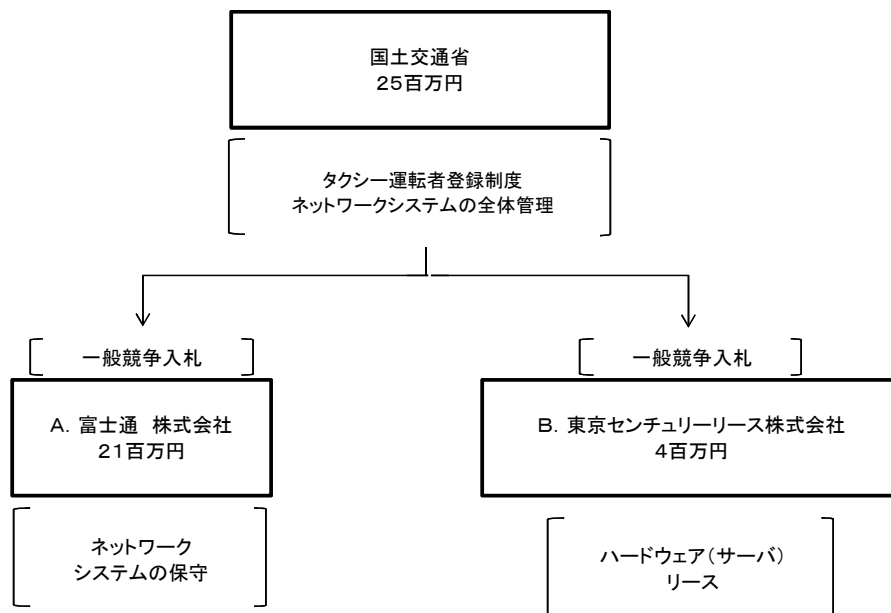 国土交通省
25百万円
タクシー運転者登録制度
ネットワークシステムの全体管理
一般競争入札
A. 富士通　株式会社
21百万円
ネットワーク
システムの保守
一般競争入札
B. 東京センチュリーリース株式会社
4百万円
ハードウェア(サーバ)
リース